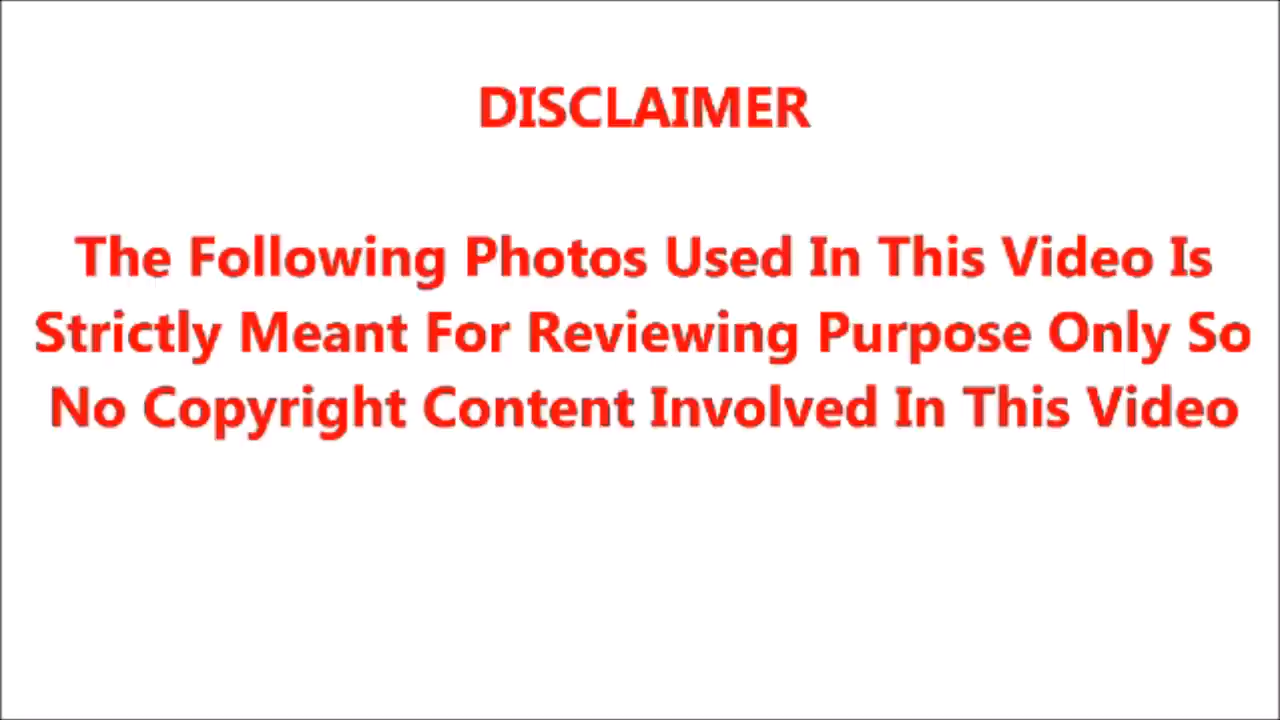 DISCLAIMER
The Following Photos Used In This Video Is
Strictly Meant For Reviewing Purpose Only So
No Copyright Content Involved In This Video